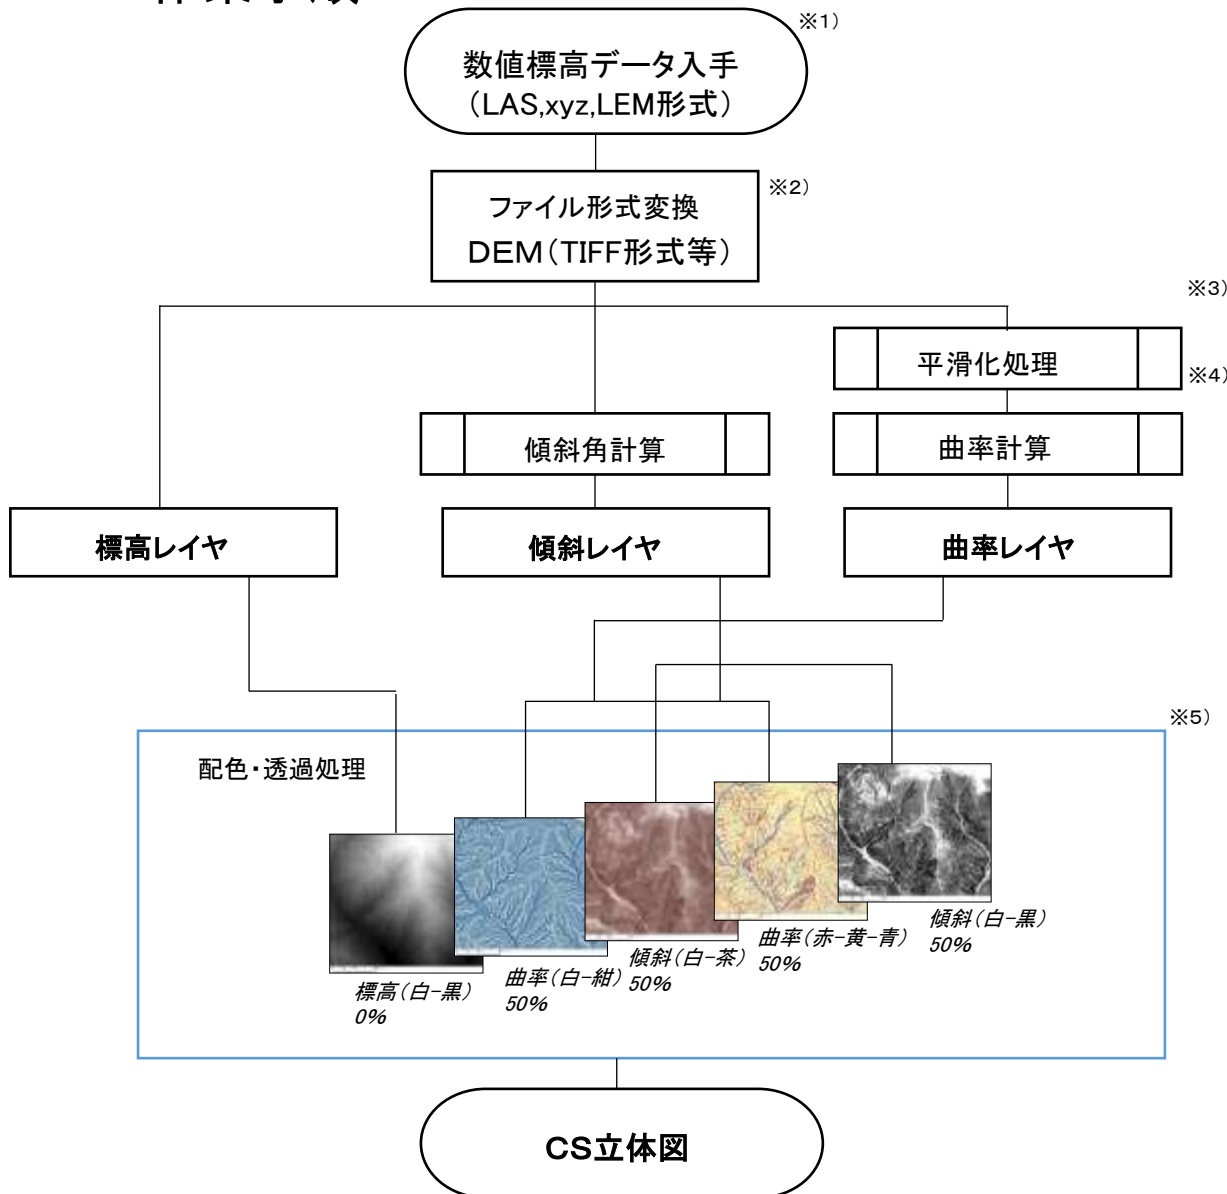 ※1)
数値標高データ入手
(LAS,xyz,LEM形式)
※2)
ファイル形式変換
DEM(TIFF形式等)
※3)
平滑化処理
※4)
傾斜角計算
曲率計算
標高レイヤ
傾斜レイヤ
曲率レイヤ
※5)
配色・透過処理
標高(白-黒)
0%
曲率(白-紺)
50%
傾斜(白-茶)
50%
曲率(赤-黄-青)
50%
傾斜(白-黒)
50%
CS立体図